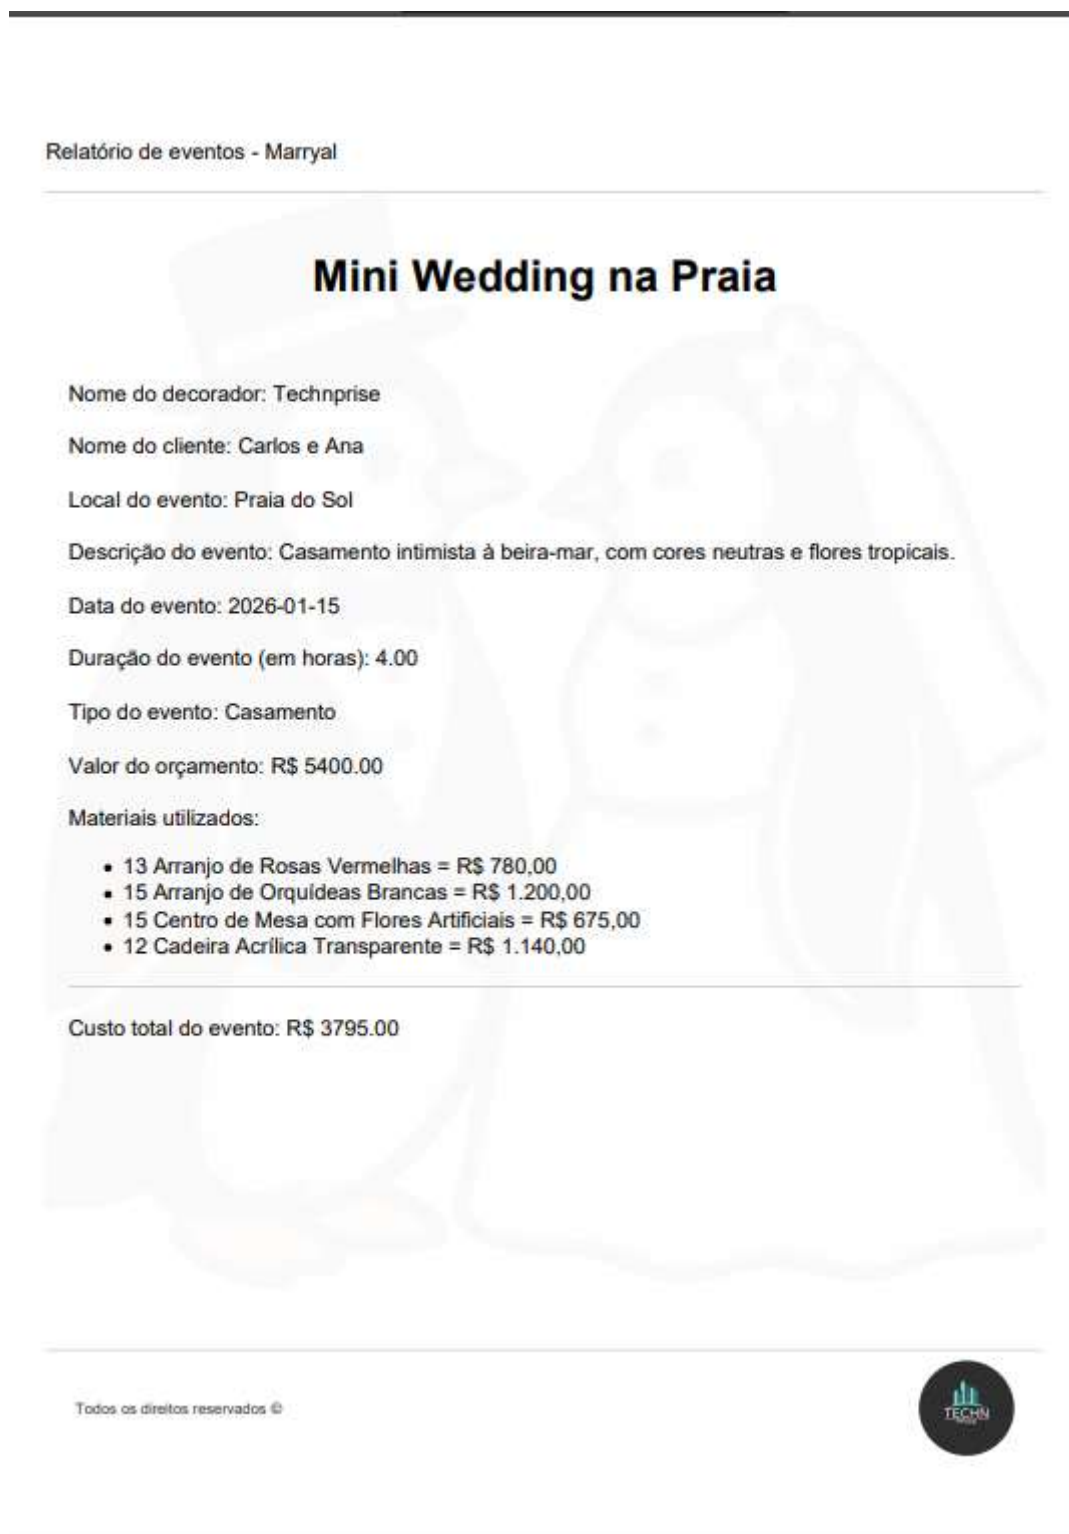 Relatório de eventos - Marryal
Mini Wedding na Praia
Nome do decorador: Technprise
Nome do cliente: Carlos e Ana
Local do evento: Praia do Sol
Descrição do evento: Casamento intimista à beira-mar, com cores neutras e flores tropicais.
Data do evento: 2026-01-15
Duração do evento (em horas): 4.00
Tipo do evento: Casamento
Valor do orçamento: R$ 5400.00
Materiais utilizados:
• 13 Arranjo de Rosas Vermelhas = R$ 780,00
• 15 Arranjo de Orquídeas Brancas = R$ 1.200,00
• 15 Centro de Mesa com Flores Artificiais = R$ 675,00
• 12 Cadeira Acrílica Transparente = R$ 1.140,00
Custo total do evento: R$ 3795.00
Todos os direitos reservados ©
TECHN